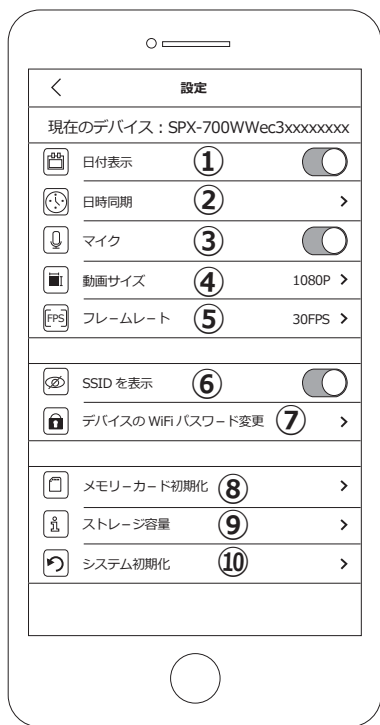 設定
現在のデバイス：SPX-700WWec3xxxxxxxx
日付表示 ①
日時同期 ②
マイク ③
動画サイズ ④ 1080P
FPS フレームレート ⑤ 30FPS
SSID を表示 ⑥
デバイスの WiFi パスワード変更 ⑦
メモリーカード初期化 ⑧
ストレージ容量 ⑨
システム初期化 ⑩